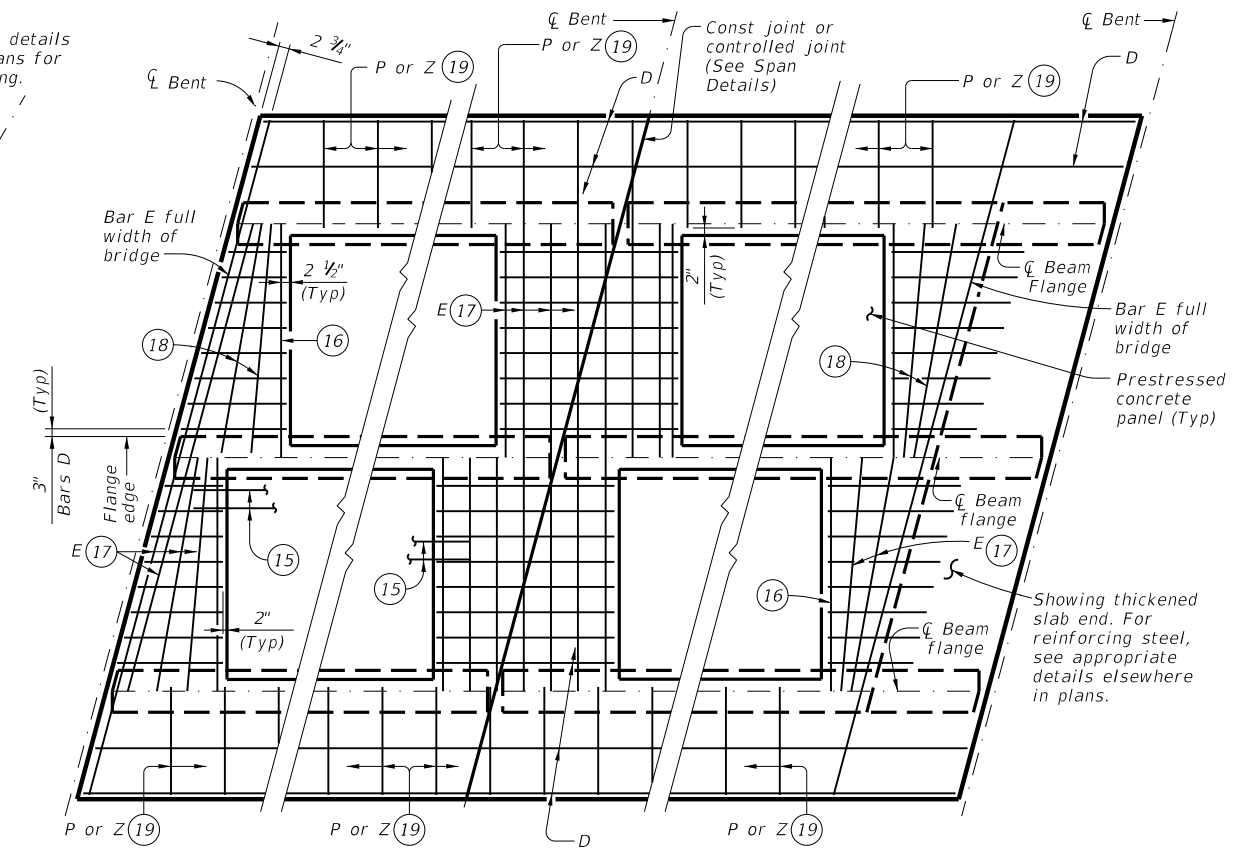 details
ans for
ng.
2 ¾"
℄ Bent
P or Z 19
℄ Bent
P or Z 19
D
Const joint or
controlled joint
(See Span
Details)
℄ Bent
D
P or Z 19
Bar E full
width of
bridge
2 ½"
(Typ)
16
18
E 17
2"
(Typ)
℄ Beam
Flange
Bar E full
width of
bridge
18
Prestressed
concrete
panel (Typ)
(Typ)
3"
Bars D
Flange
edge
E 17
15
15
2"
(Typ)
16
℄ Beam
flange
E 17
℄ Beam
flange
Showing thickened
slab end. For
reinforcing steel,
see appropriate
details elsewhere
in plans.
P or Z 19
P or Z 19
D
P or Z 19